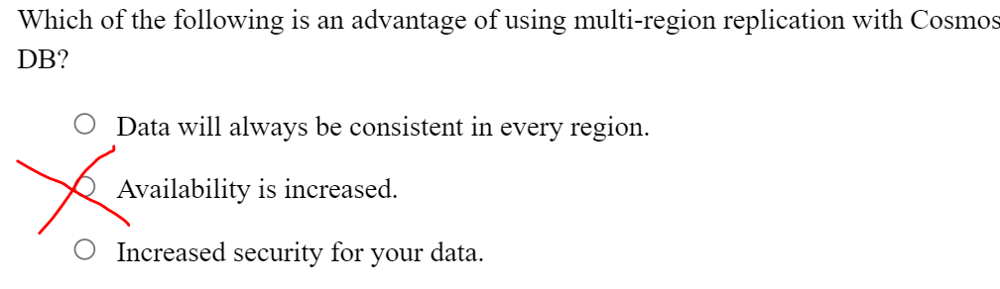 Which of the following is an advantage of using multi-region replication with Cosmos
DB?
Data will always be consistent in every region.
Availability is increased.
Increased security for your data.